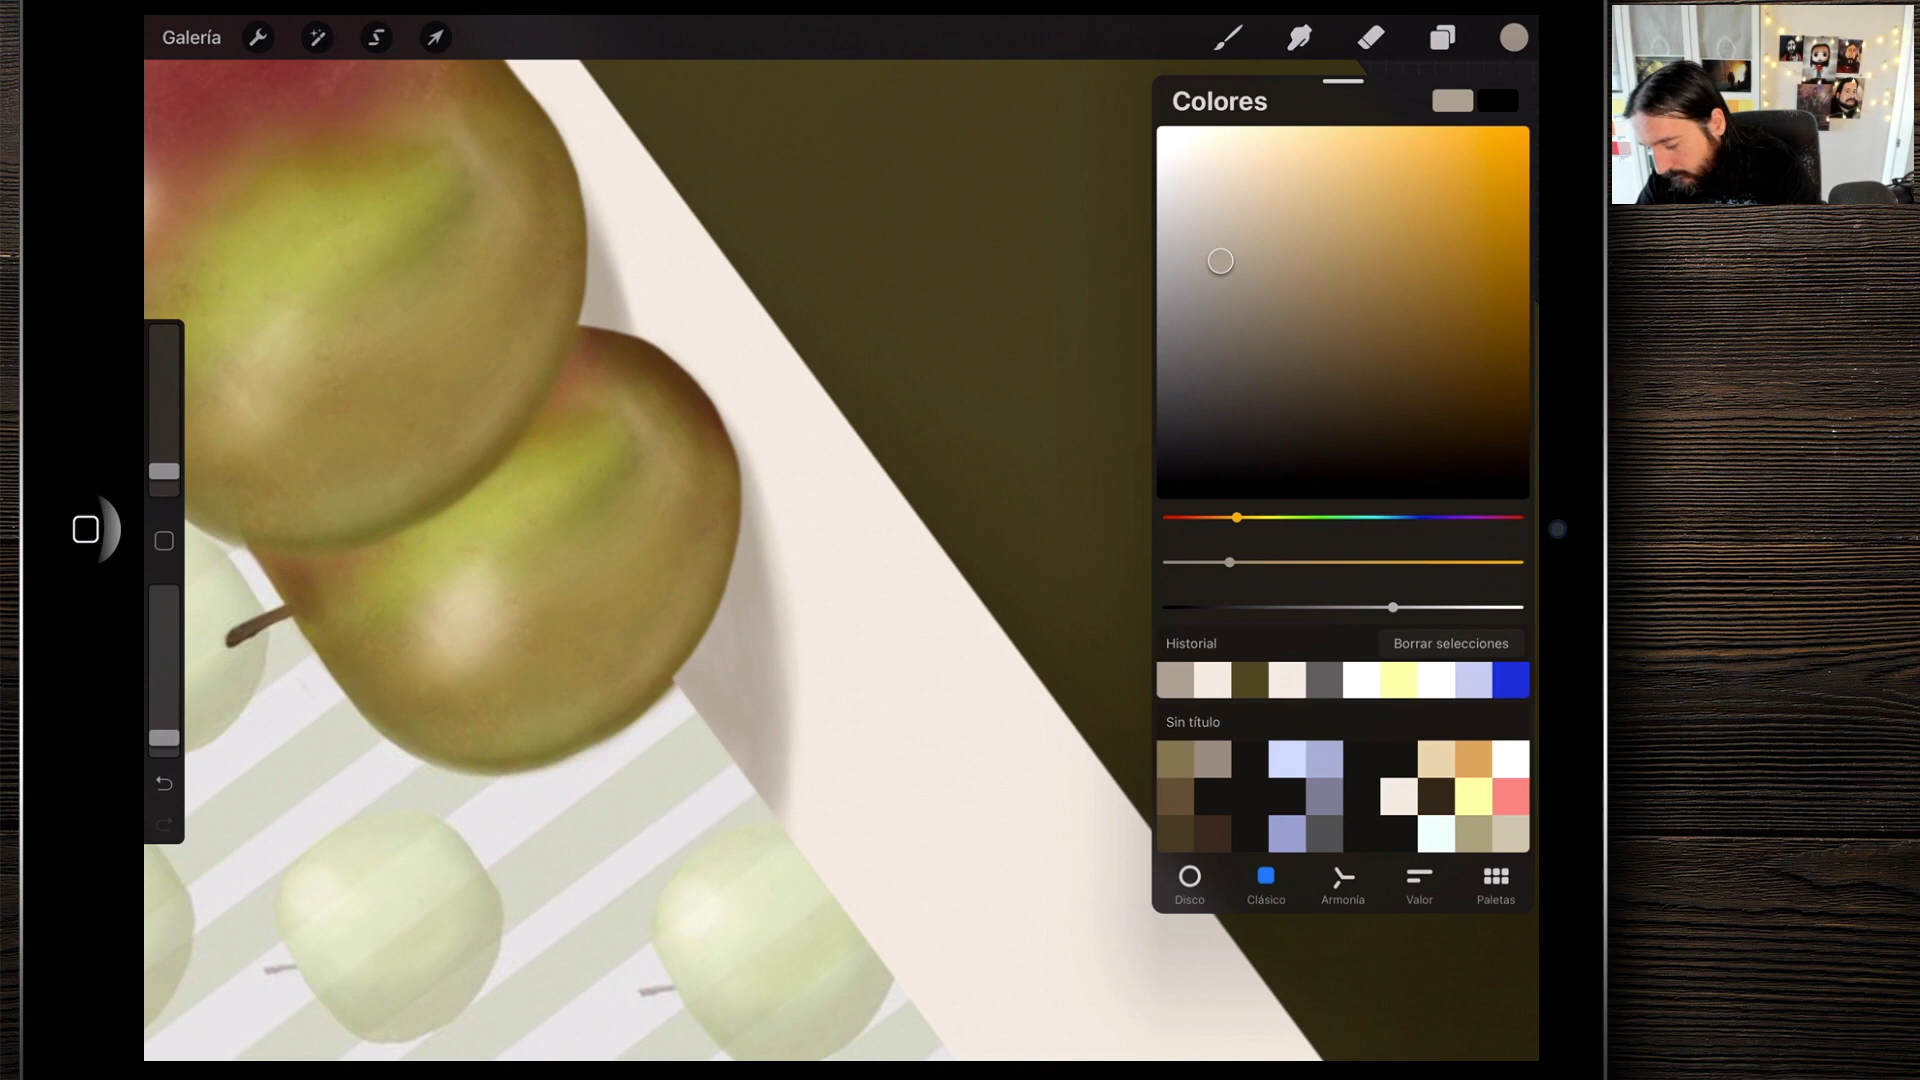 Galería
Colores
Historial
Borrar selecciones
Sin título
Disco
Clásico
Armonía
Valor
Paletas